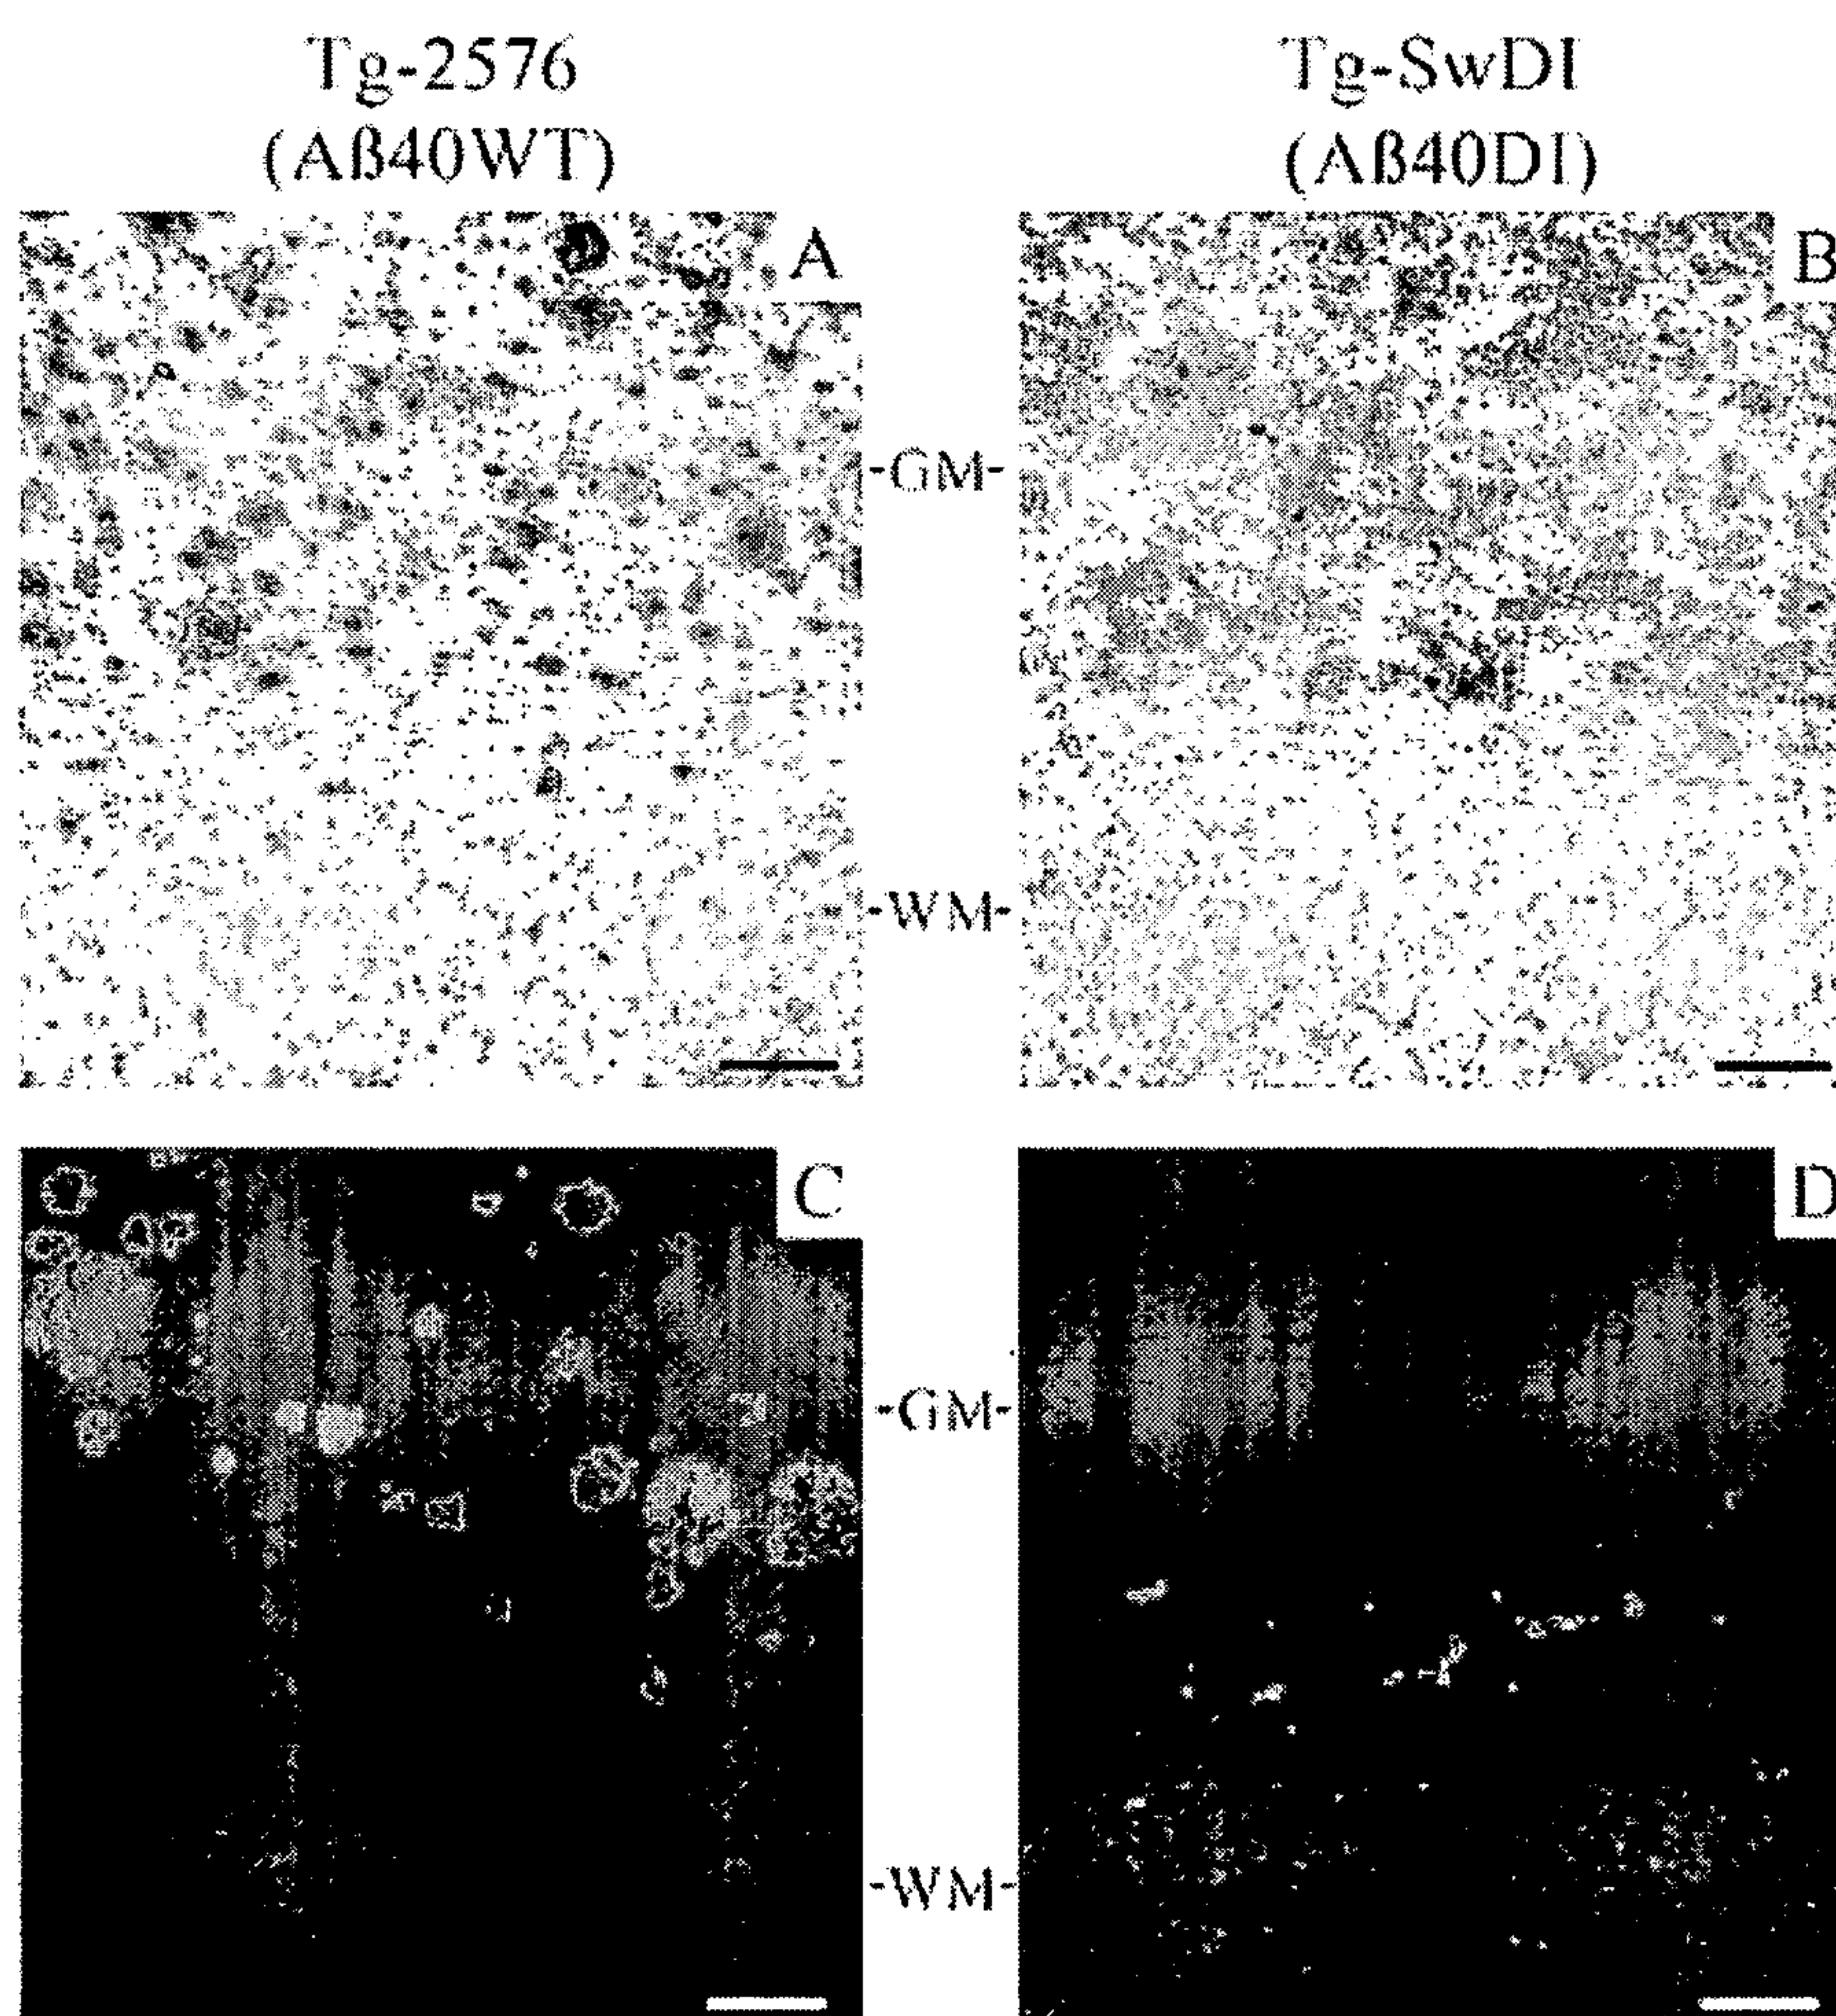 Tg-2576
(Aß40WT)
Tg-SwDI
(Aß40DI)
A
B
-GM-
-WM-
C
D
-GM-
-WM-